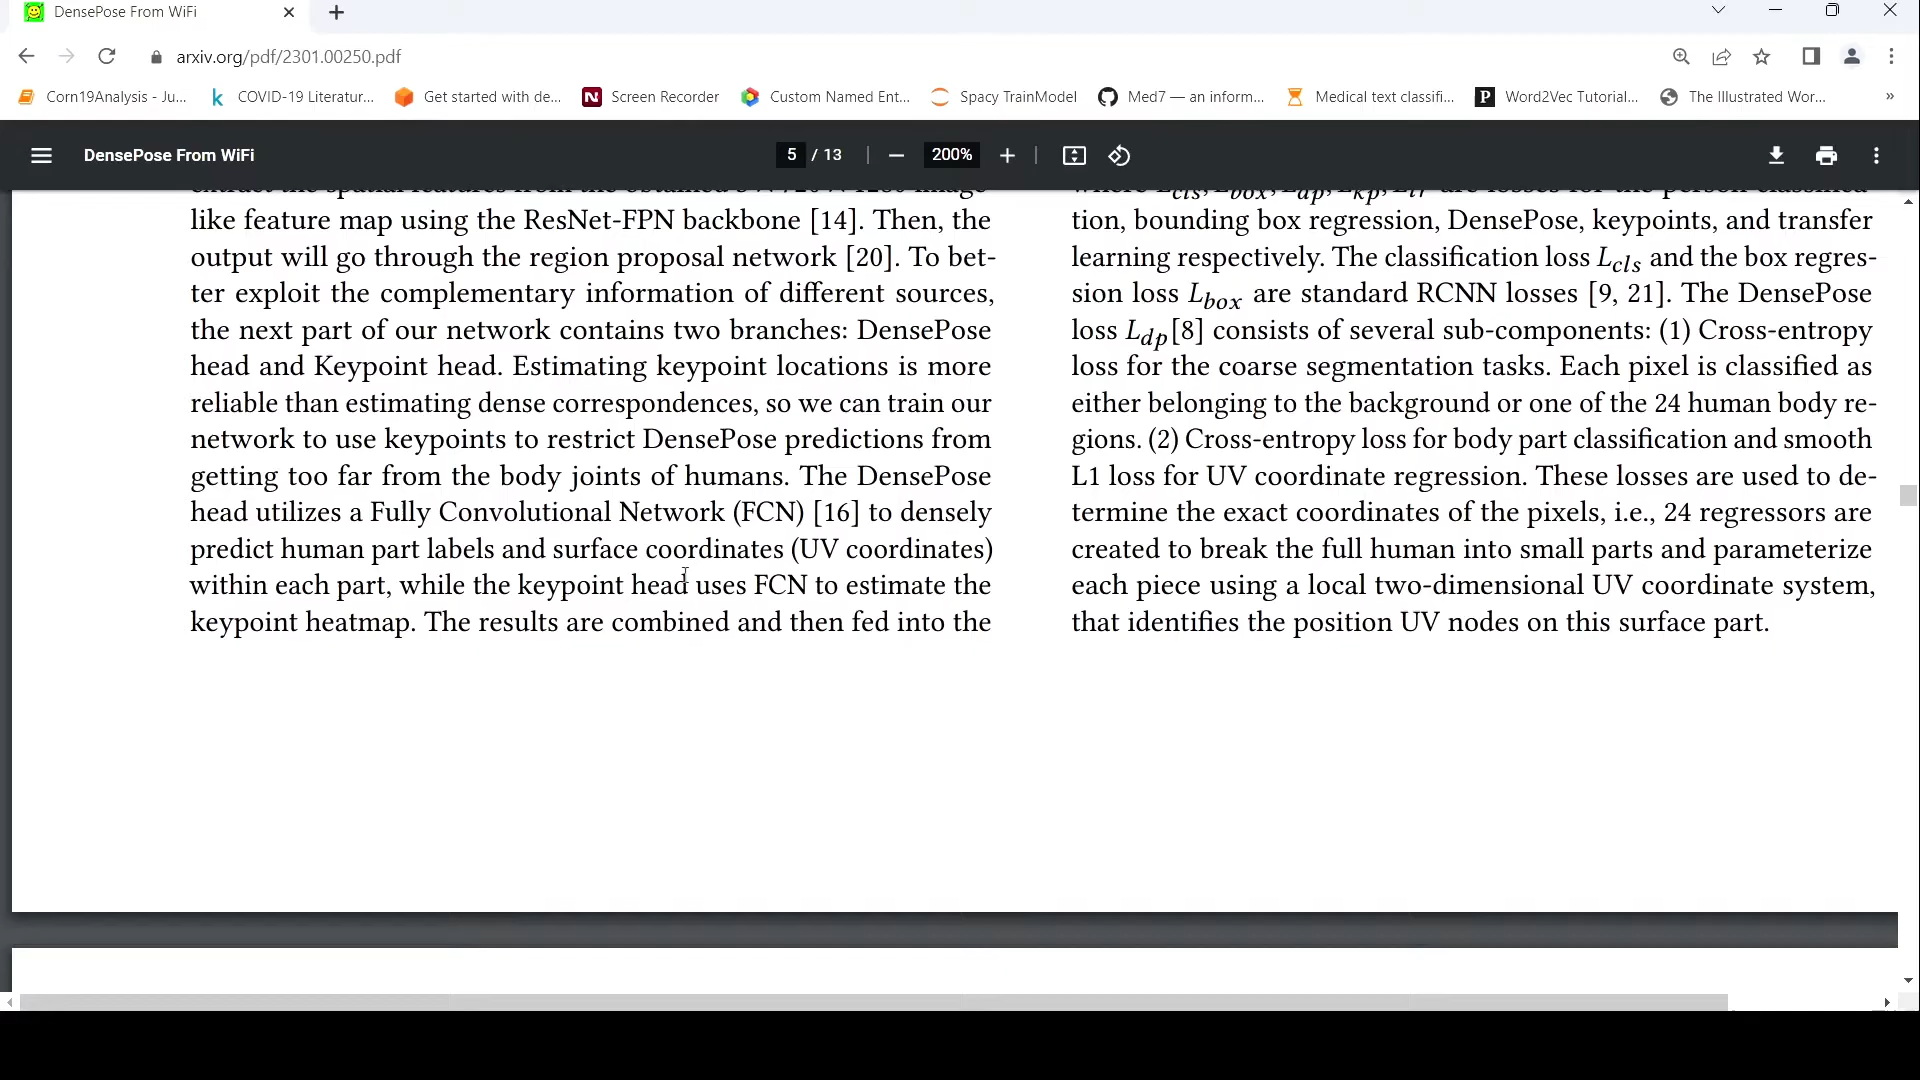 DensePose From WiFi
arxiv.org/pdf/2301.00250.pdf
Corn19Analysis - Ju...
COVID-19 Literatur...
Get started with de...
Screen Recorder
Custom Named Ent...
Spacy TrainModel
Med7 — an inform...
Medical text classifi...
Word2Vec Tutorial...
The Illustrated Wor...
»
DensePose From WiFi
5 / 13
200%
like feature map using the ResNet-FPN backbone [14]. Then, the
output will go through the region proposal network [20]. To bet-
ter exploit the complementary information of different sources,
the next part of our network contains two branches: DensePose
head and Keypoint head. Estimating keypoint locations is more
reliable than estimating dense correspondences, so we can train our
network to use keypoints to restrict DensePose predictions from
getting too far from the body joints of humans. The DensePose
head utilizes a Fully Convolutional Network (FCN) [16] to densely
predict human part labels and surface coordinates (UV coordinates)
within each part, while the keypoint head uses FCN to estimate the
keypoint heatmap. The results are combined and then fed into the
tion, bounding box regression, DensePose, keypoints, and transfer
learning respectively. The classification loss Lcls and the box regres-
sion loss Lbox are standard RCNN losses [9, 21]. The DensePose
loss Ldp[8] consists of several sub-components: (1) Cross-entropy
loss for the coarse segmentation tasks. Each pixel is classified as
either belonging to the background or one of the 24 human body re-
gions. (2) Cross-entropy loss for body part classification and smooth
L1 loss for UV coordinate regression. These losses are used to de-
termine the exact coordinates of the pixels, i.e., 24 regressors are
created to break the full human into small parts and parameterize
each piece using a local two-dimensional UV coordinate system,
that identifies the position UV nodes on this surface part.